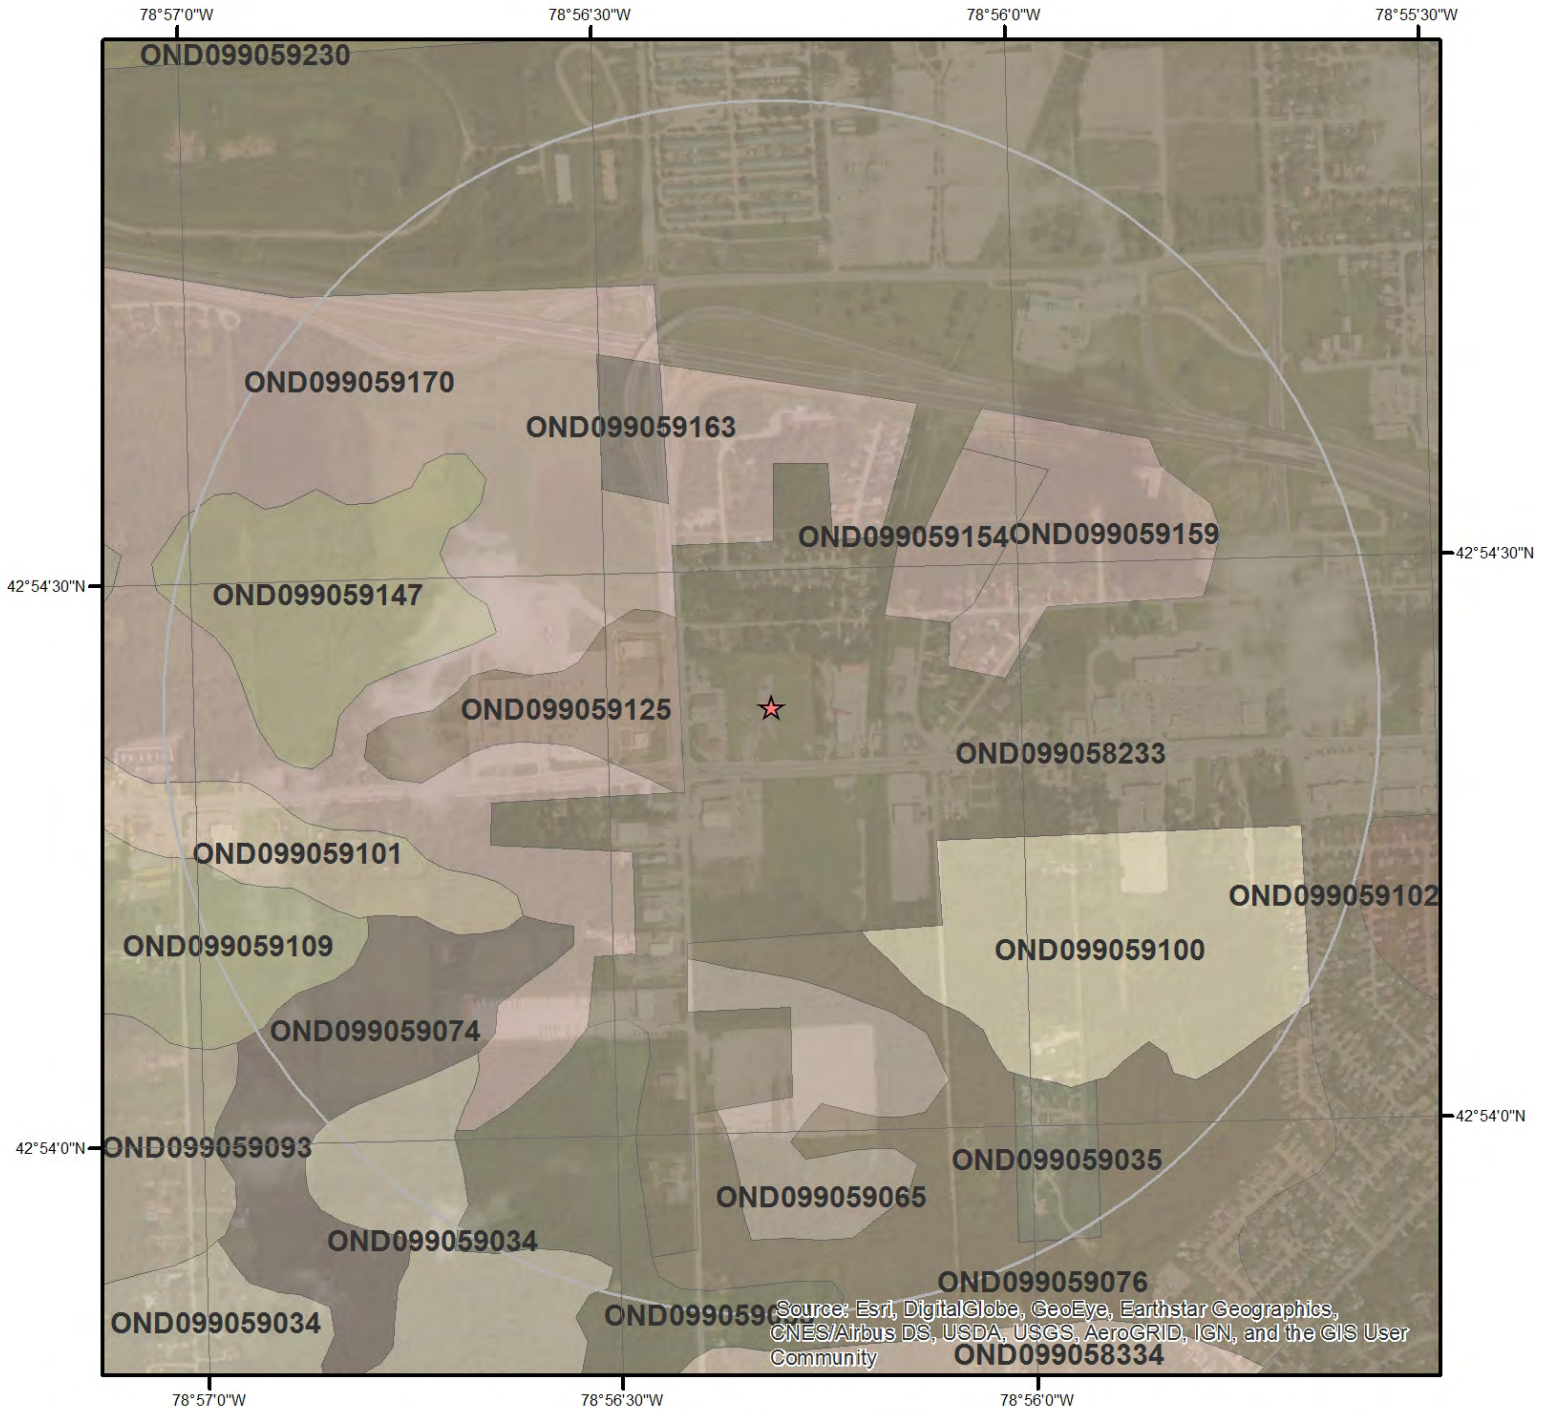 78°57'0"W
78°56'30"W
78°56'0"W
78°55'30"W
OND099059230
OND099059170
OND099059163
OND099059154
OND099059159
42°54'30"N
42°54'30"N
OND099059147
OND099059125
OND099058233
OND099059101
OND099059102
OND099059109
OND099059100
OND099059074
42°54'0"N
42°54'0"N
OND099059093
OND099059035
OND099059065
OND099059034
OND099059076
OND099059034
Source: Esri, DigitalGlobe, GeoEye, Earthstar Geographics,
CNES/Airbus DS, USDA, USGS, AeroGRID, IGN, and the GIS User
Community
OND099058334
78°57'0"W
78°56'30"W
78°56'0"W